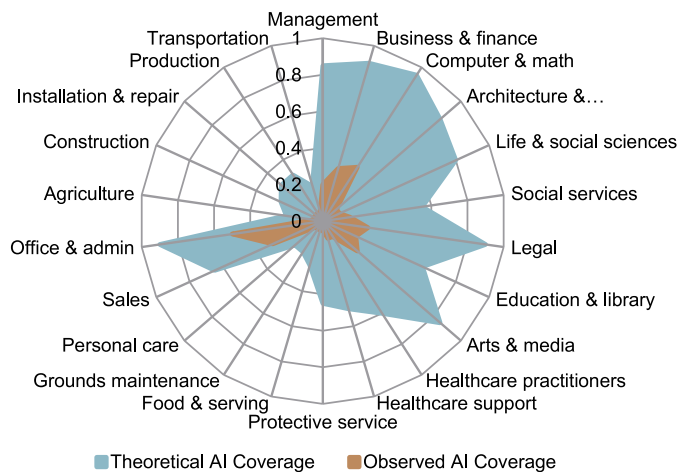 Management
Transportation
Business & finance
Production
1
Computer & math
Installation & repair
0.8
Architecture &…
Construction
0.6
Life & social sciences
0.4
Agriculture
0.2
Social services
0
Office & admin
Legal
Sales
Education & library
Personal care
Arts & media
Grounds maintenance
Healthcare practitioners
Food & serving
Healthcare support
Protective service
Theoretical AI Coverage
Observed AI Coverage